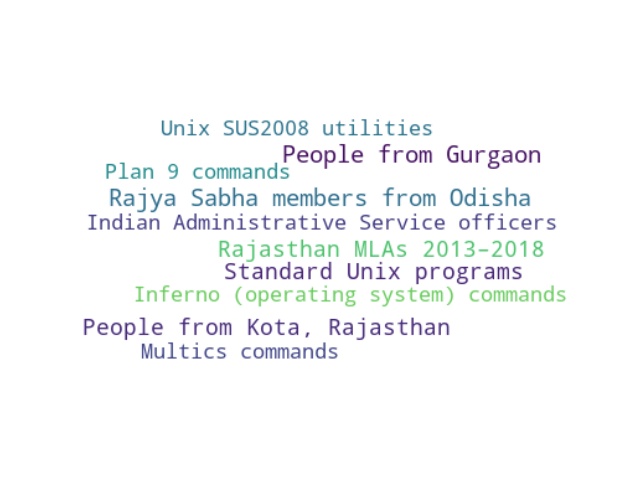 Unix SUS2008 utilities
People from Gurgaon
Plan 9 commands
Rajya Sabha members from Odisha
Indian Administrative Service officers
Rajasthan MLAs 2013–2018
Standard Unix programs
Inferno (operating system) commands
People from Kota, Rajasthan
Multics commands